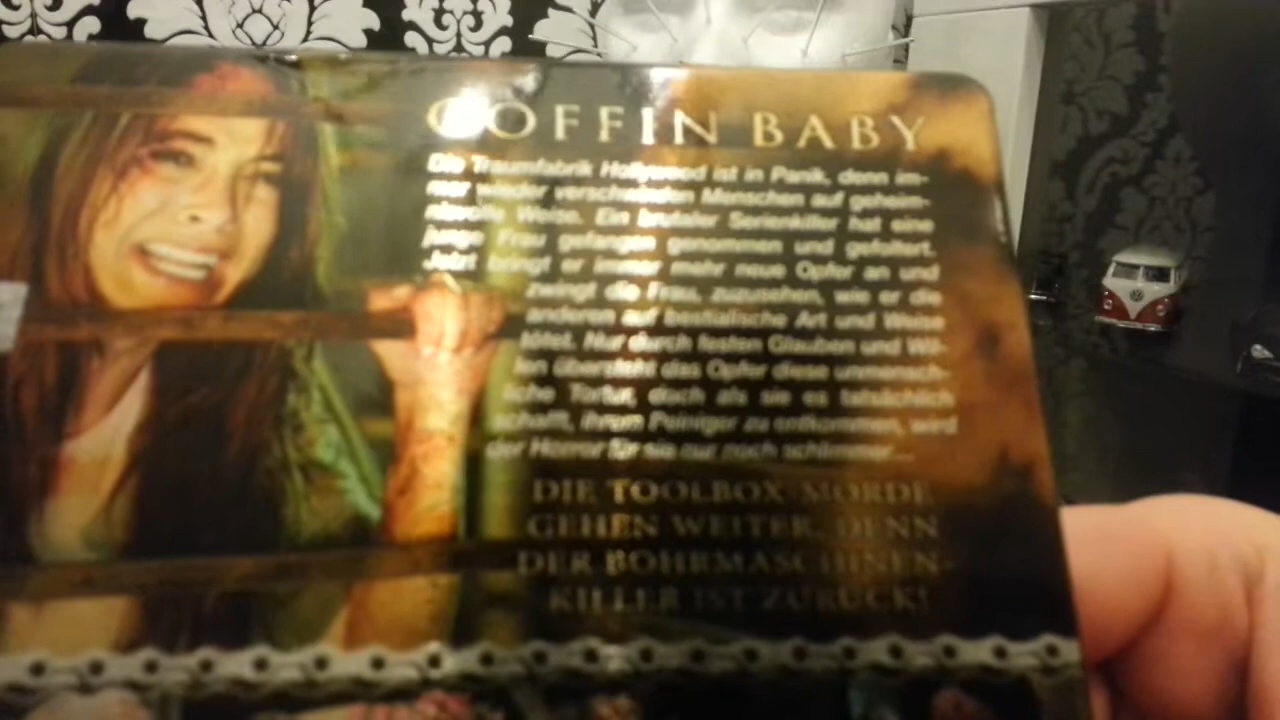 COFFIN BABY
Die Traumfabrik Hollywood ist in Panik, denn im-
mer wieder verschwinden Menschen auf geheim-
nisvolle Weise. Ein brutaler Serienkiller hat eine
junge Frau gefangen genommen und gefoltert.
Jetzt bringt er immer mehr neue Opfer an und
zwingt die Frau, zuzusehen, wie er die
anderen auf bestialische Art und Weise
tötet. Nur durch festen Glauben und Wil-
len übersteht das Opfer diese unmensch-
liche Tortur, doch als sie es tatsächlich
schafft, ihrem Peiniger zu entkommen, wird
der Horror für sie nur noch schlimmer...
DIE TOOLBOX MORDE
GEHEN WEITER, DENN
DER BOHRMASCHINEN-
KILLER IST ZURÜCK!